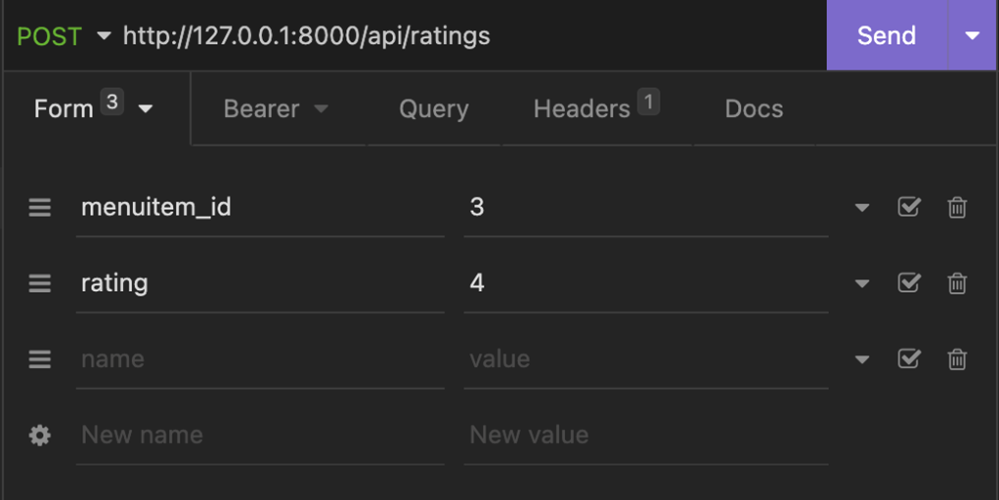 POST http://127.0.0.1:8000/api/ratings Send
Form 3 Bearer Query Headers 1 Docs
menuitem_id 3
rating 4
name value
New name New value